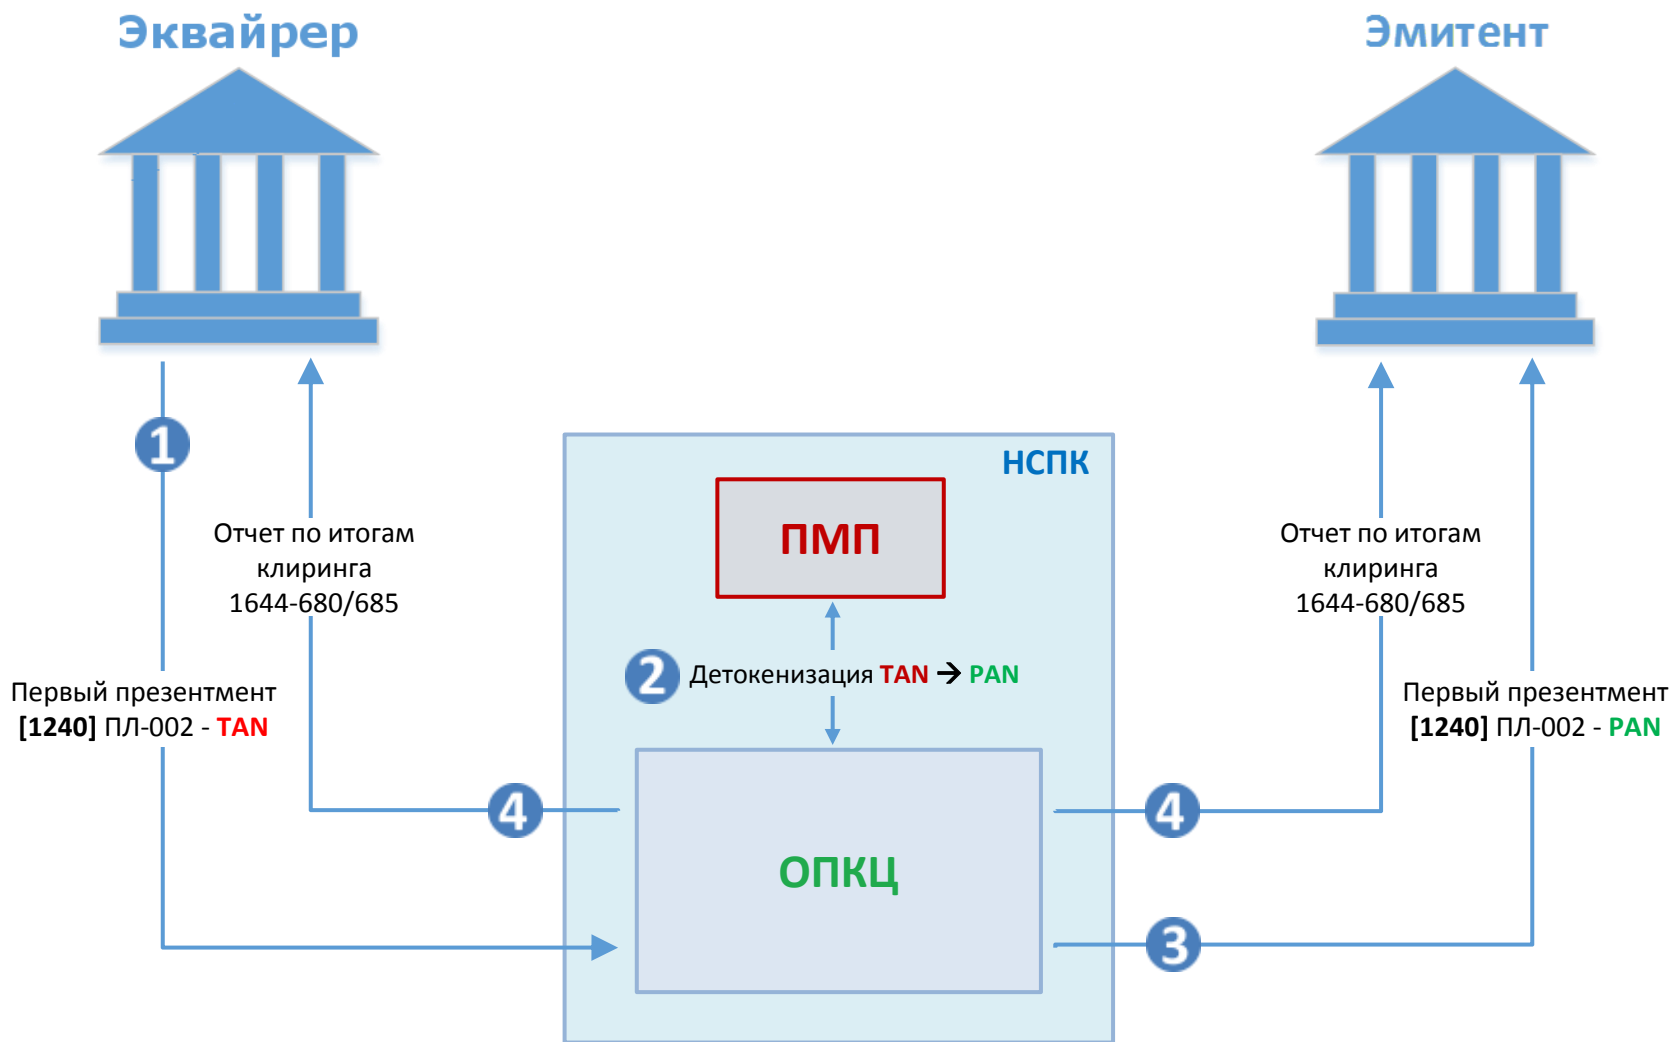 Эквайрер
Эмитент
1
НСПК
ПМП
Отчет по итогам
клиринга
1644-680/685
Отчет по итогам
клиринга
1644-680/685
2 Детокенизация TAN → PAN
Первый презентмент
[1240] ПЛ-002 - TAN
Первый презентмент
[1240] ПЛ-002 - PAN
4
4
ОПКЦ
3